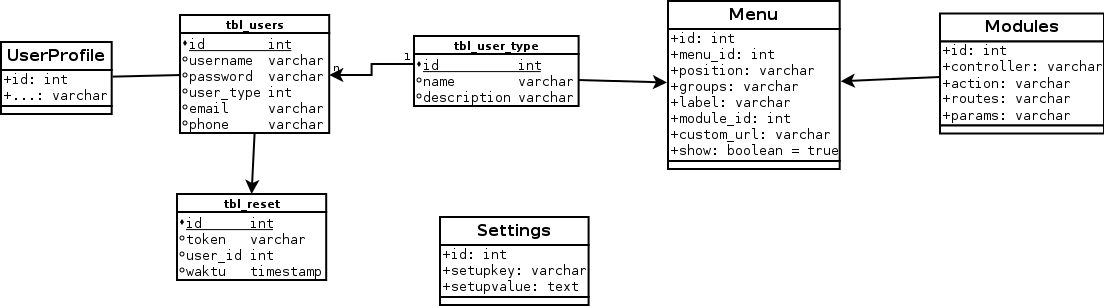 UserProfile
+id: int
+...: varchar
tbl_users
id int
username varchar
password varchar
user_type int
email varchar
phone varchar
n
1
tbl_user_type
id int
name varchar
description varchar
Menu
+id: int
+menu_id: int
+position: varchar
+groups: varchar
+label: varchar
+module_id: int
+custom_url: varchar
+show: boolean = true
Modules
+id: int
+controller: varchar
+action: varchar
+routes: varchar
+params: varchar
tbl_reset
id int
token varchar
user_id int
waktu timestamp
Settings
+id: int
+setupkey: varchar
+setupvalue: text